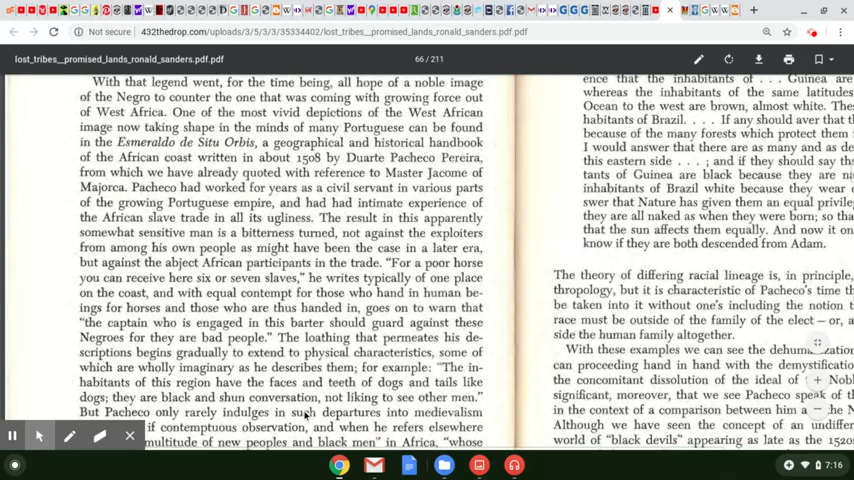 Not secure
432thedrop.com/uploads/3/5/3/3/35334402/lost_tribes__promised_lands_ronald_sanders.pdf.pdf
lost_tribes__promised_lands_ronald_sanders.pdf.pdf
66 / 211
With that legend went, for the time being, all hope of a noble image
of the Negro to counter the one that was coming with growing force out
of West Africa. One of the most vivid depictions of the West African
image now taking shape in the minds of many Portuguese can be found
in the Esmeraldo de Situ Orbis, a geographical and historical handbook
of the African coast written in about 1508 by Duarte Pacheco Pereira,
from which we have already quoted with reference to Master Jacome of
Majorca. Pacheco had worked for years as a civil servant in various parts
of the growing Portuguese empire, and had had intimate experience of
the African slave trade in all its ugliness. The result in this apparently
somewhat sensitive man is a bitterness turned, not against the exploiters
from among his own people as might have been the case in a later era,
but against the abject African participants in the trade. “For a poor horse
you can receive here six or seven slaves,” he writes typically of one place
on the coast, and with equal contempt for those who hand in human be-
ings for horses and those who are thus handed in, goes on to warn that
“the captain who is engaged in this barter should guard against these
Negroes for they are bad people.” The loathing that permeates his de-
scriptions begins gradually to extend to physical characteristics, some of
which are wholly imaginary as he describes them; for example: “The in-
habitants of this region have the faces and teeth of dogs and tails like
dogs; they are black and shun conversation, not liking to see other men.”
But Pacheco only rarely indulges in such departures into medievalism
if contemptuous observation, and when he refers elsewhere
multitude of new peoples and black men” in Africa, “whose
ence that the inhabitants of . . . Guinea are
whereas the inhabitants of the same latitudes
Ocean to the west are brown, almost white. The
habitants of Brazil. . . . If any should aver that th
because of the many forests which protect them f
I would answer that there are as many and as de
this eastern side . . . ; and if they should say th
tants of Guinea are black because they are n
inhabitants of Brazil white because they wear c
swer that Nature has given them an equal privileg
they are all naked as when they were born; so tha
that the sun affects them equally. And now it on
know if they are both descended from Adam.
The theory of differing racial lineage is, in principle,
thropology, but it is characteristic of Pacheco's time th
be taken into it without one's including the notion t
race must be outside of the family of the elect—or, a
side the human family altogether.
With these examples we can see the dehumanization
can proceeding hand in hand with the demystification
the concomitant dissolution of the ideal of the Nobl
significant, moreover, that we see Pacheco speak of t
in the context of a comparison between him a the N
Although we have seen the concept of an undiffer
world of “black devils” appearing as late as the 1520s
7:16